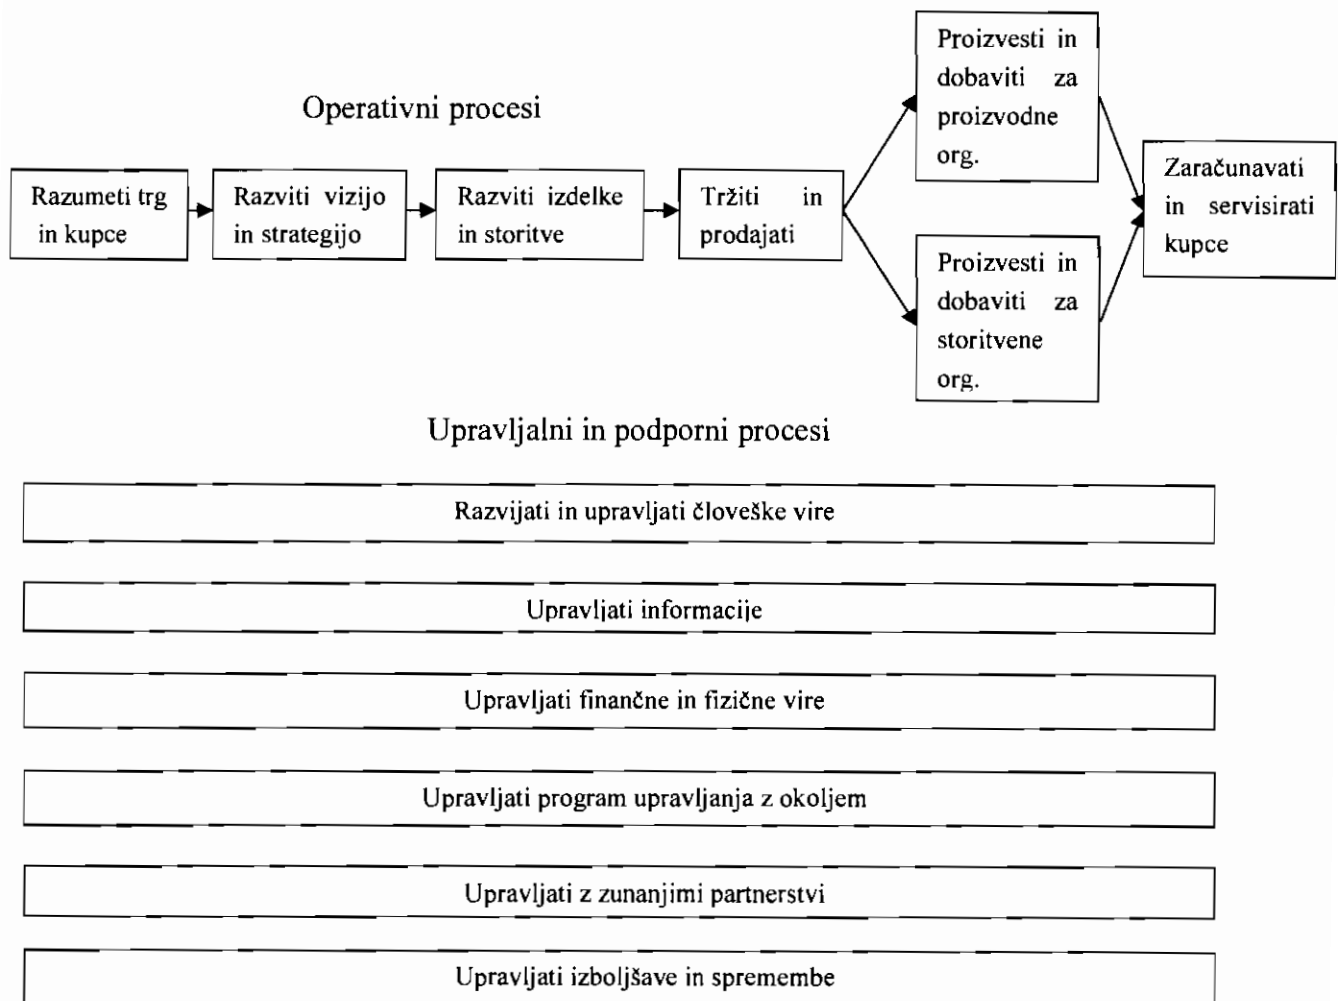 Operativni procesi
Razumeti trg
in kupce
Razviti vizijo
in strategijo
Razviti izdelke
in storitve
Tržiti in
prodajati
Proizvesti in
dobaviti za
proizvodne
org.
Proizvesti in
dobaviti za
storitvene
org.
Zaračunavati
in servisirati
kupce
Upravljalni in podporni procesi
Razvijati in upravljati človeške vire
Upravljati informacije
Upravljati finančne in fizične vire
Upravljati program upravljanja z okoljem
Upravljati z zunanjimi partnerstvi
Upravljati izboljšave in spremembe